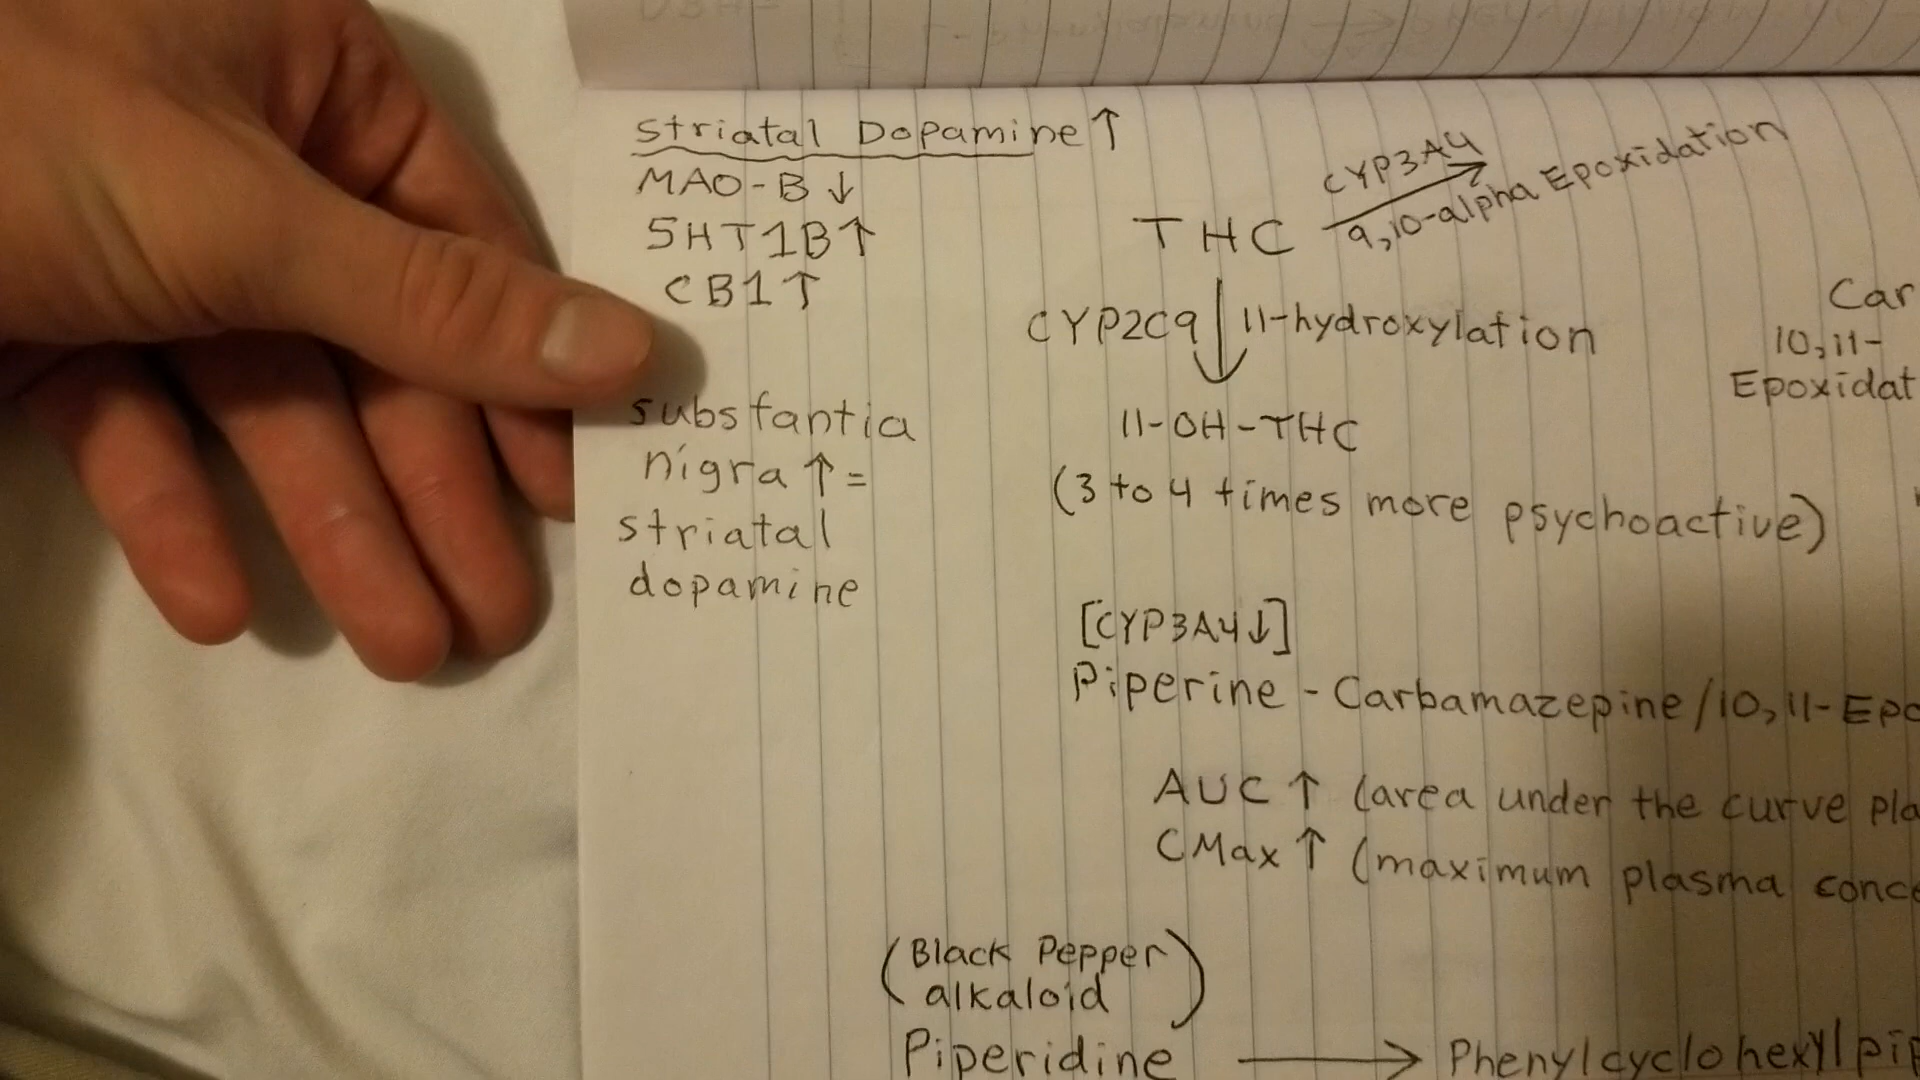 Striatal Dopamine ↑
MAO-B ↓
5HT1B ↑
CB1 ↑
substantia
nigra ↑ =
striatal
dopamine
CYP3A4
THC →
9,10-alpha Epoxidation
CYP2C9 ↓ 11-hydroxylation
11-OH-THC
(3 to 4 times more psychoactive)
Car
10,11-
Epoxidat
[CYP3A4↓]
Piperine - Carbamazepine/10,11-Epo
AUC ↑ (area under the curve pla
CMax ↑ (maximum plasma conc
(Black Pepper
alkaloid)
Piperidine → Phenylcyclohexylpip